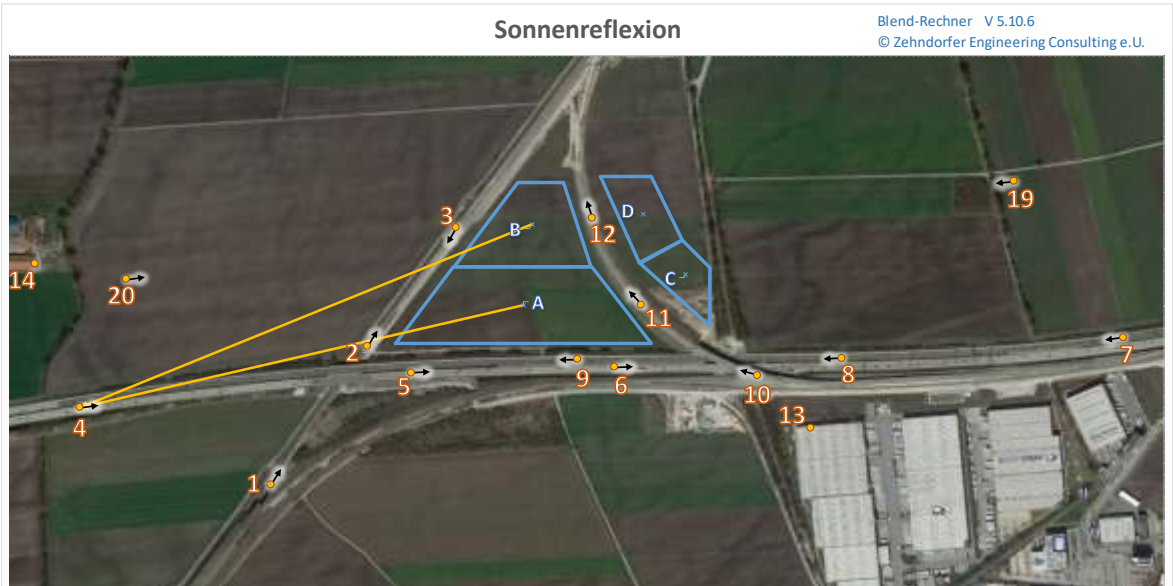 Sonnenreflexion
Blend-Rechner V 5.10.6
© Zehndorfer Engineering Consulting e.U.
3
B
D
12
19
14
20
A
C
11
2
5
9
6
10
8
7
4
13
1